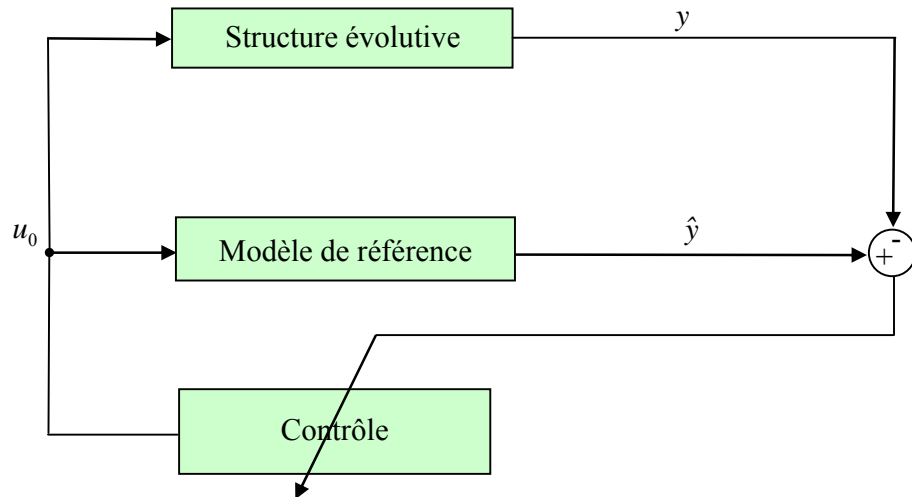 Structure évolutive
y
u₀
Modèle de référence
ŷ
-
+
Contrôle